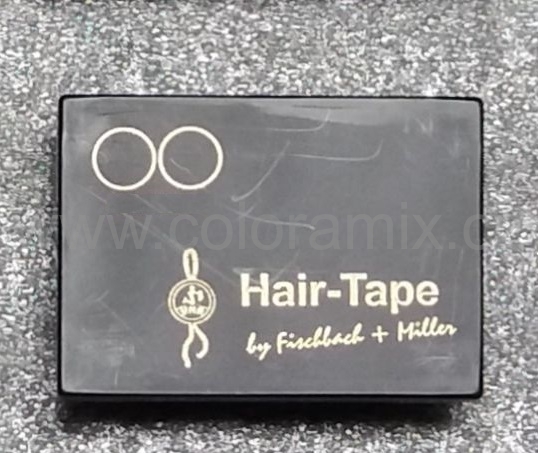 www.coloramix.c
Hair-Tape
by Fischbach + Miller